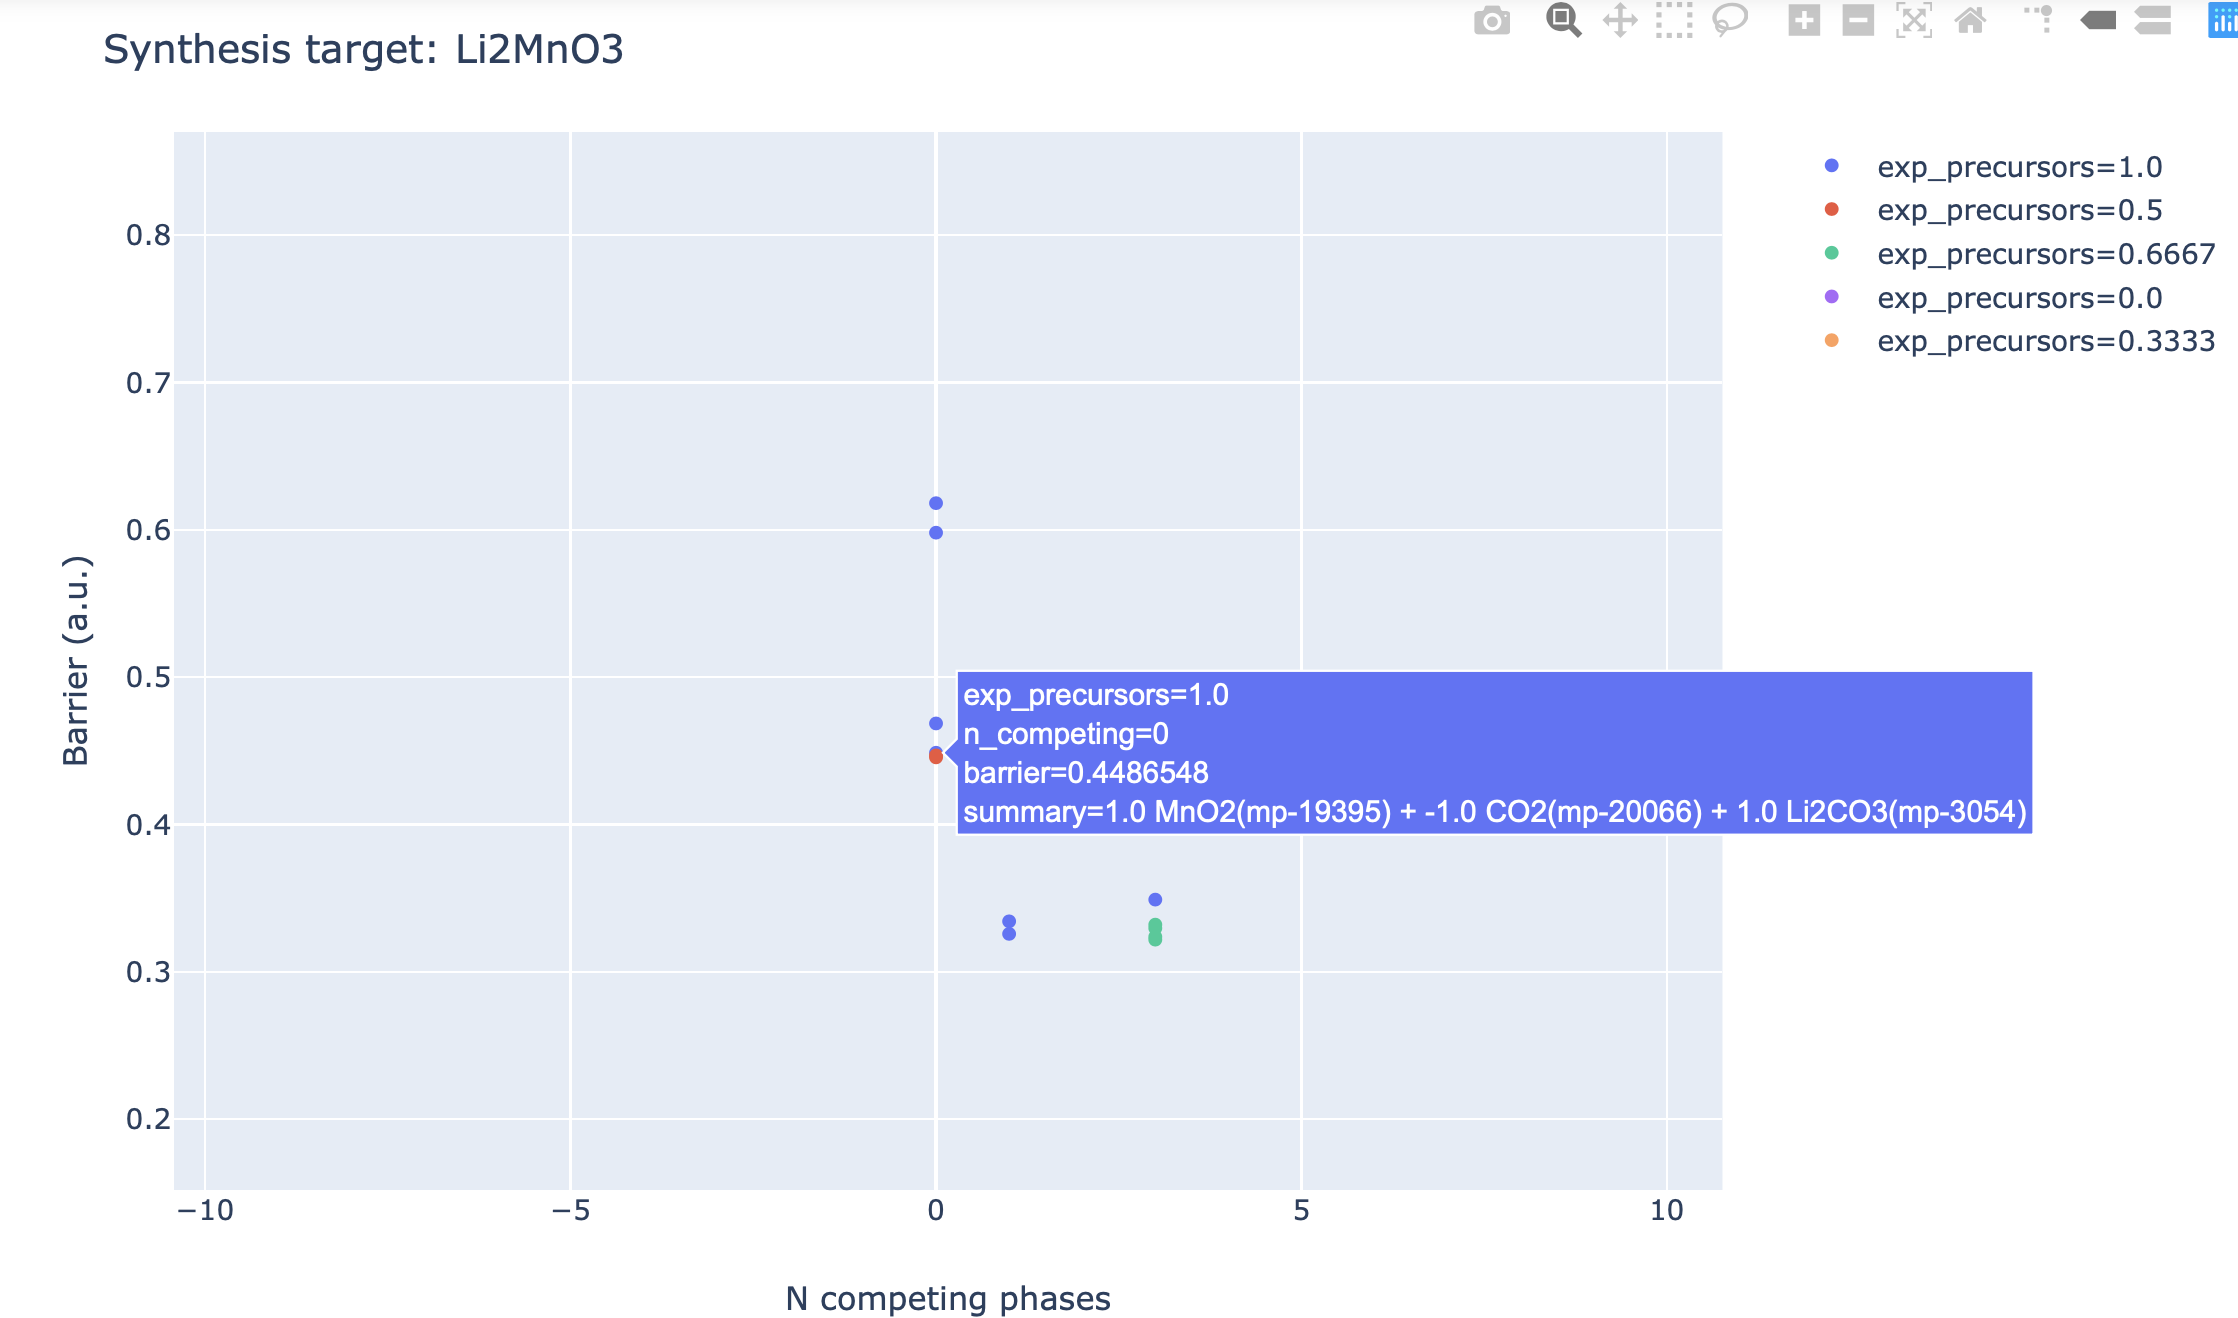 Synthesis target: Li2MnO3
exp_precursors=1.0
exp_precursors=0.5
exp_precursors=0.6667
exp_precursors=0.0
exp_precursors=0.3333
0.8
0.7
0.6
0.5
0.4
0.3
0.2
Barrier (a.u.)
exp_precursors=1.0
n_competing=0
barrier=0.4486548
summary=1.0 MnO2(mp-19395) + -1.0 CO2(mp-20066) + 1.0 Li2CO3(mp-3054)
−10 −5 0 5 10
N competing phases